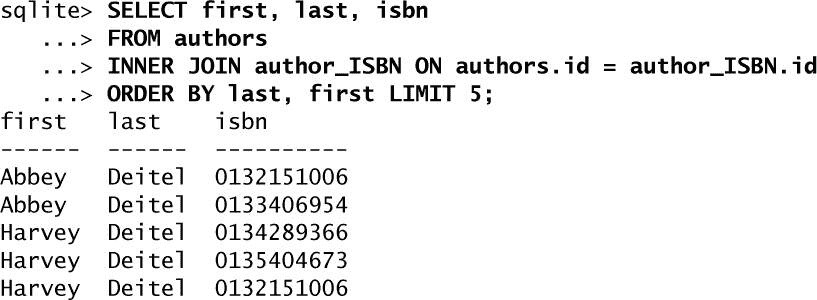 sqlite> SELECT first, last, isbn
   ...> FROM authors
   ...> INNER JOIN author_ISBN ON authors.id = author_ISBN.id
   ...> ORDER BY last, first LIMIT 5;
first   last    isbn
------  ------  ----------
Abbey   Deitel  0132151006
Abbey   Deitel  0133406954
Harvey  Deitel  0134289366
Harvey  Deitel  0135404673
Harvey  Deitel  0132151006